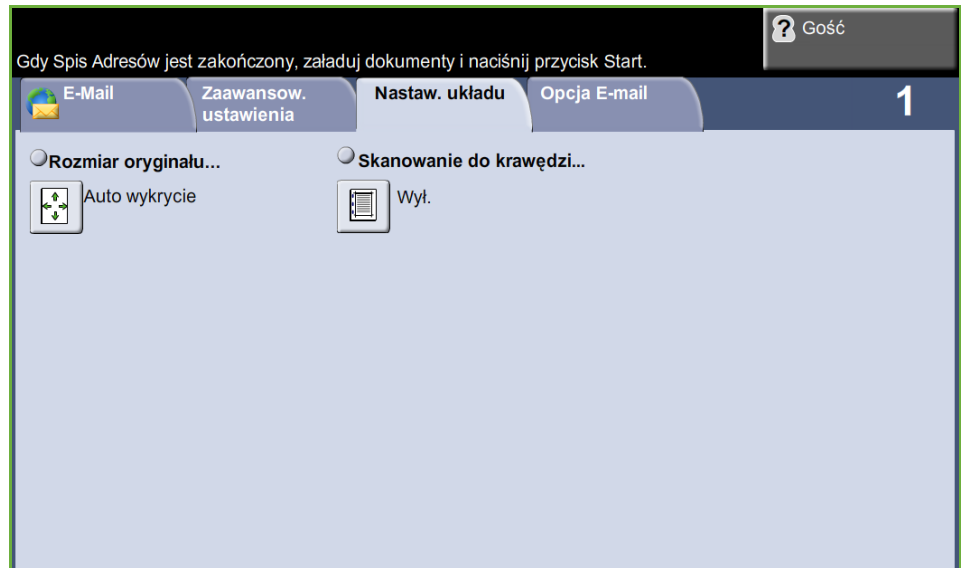 Gość
Gdy Spis Adresów jest zakończony, załaduj dokumenty i naciśnij przycisk Start.
E-Mail
Zaawansow.
ustawienia
Nastaw. układu
Opcja E-mail
1
Rozmiar oryginału...
Skanowanie do krawędzi...
Auto wykrycie
Wył.